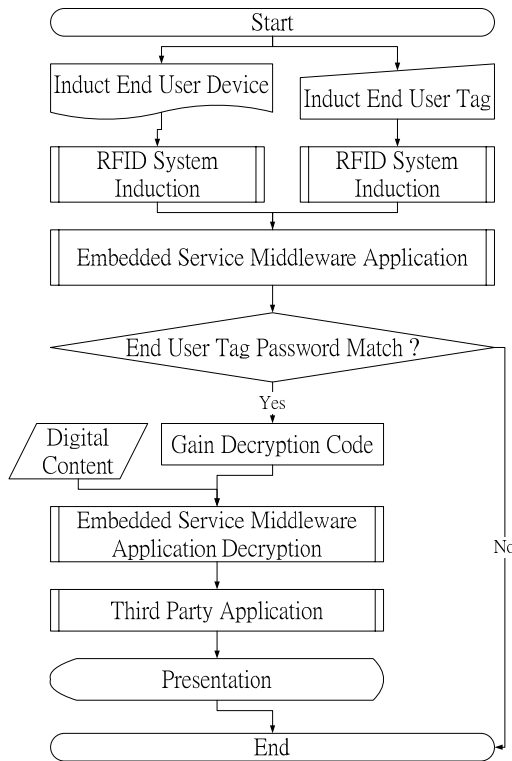 Start
Induct End User Device
Induct End User Tag
RFID System
Induction
RFID System
Induction
Embedded Service Middleware Application
End User Tag Password Match ?
Yes
Digital
Content
Gain Decryption Code
Embedded Service Middleware
Application Decryption
No
Third Party Application
Presentation
End